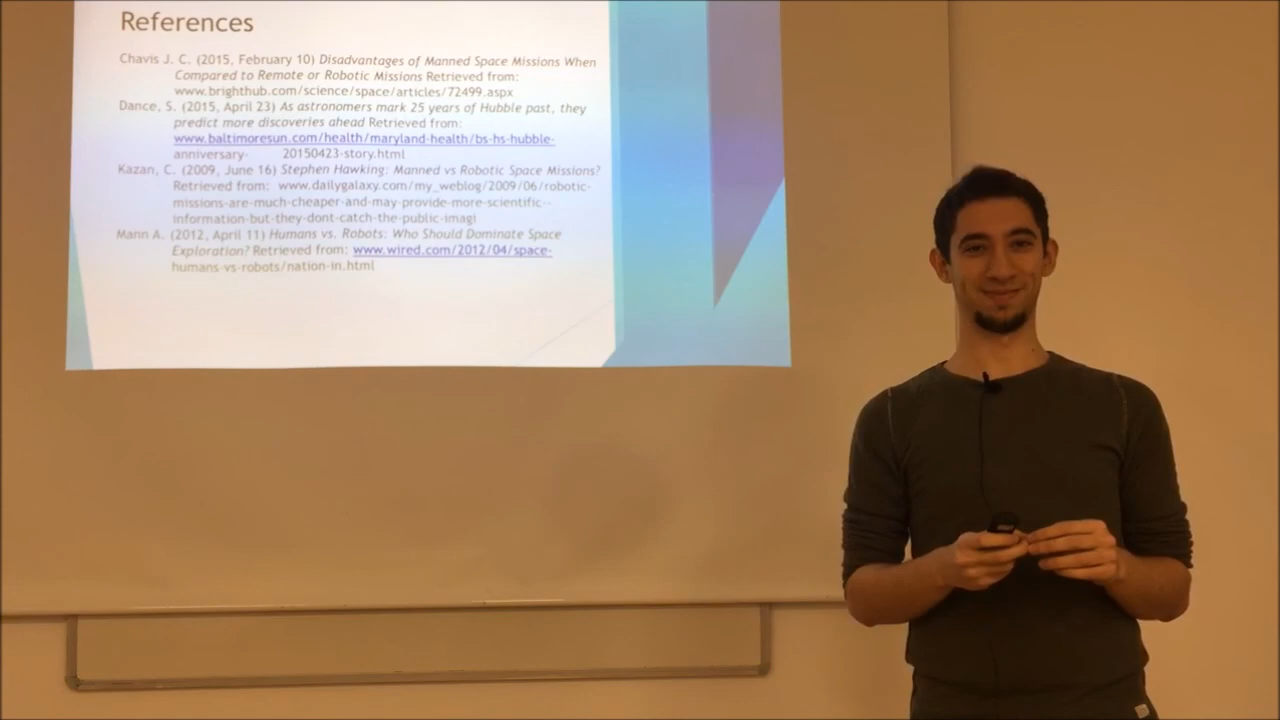 References
Chavis J. C. (2015, February 10) Disadvantages of Manned Space Missions When
Compared to Remote or Robotic Missions Retrieved from:
www.brighthub.com/science/space/articles/72499.aspx
Dance, S. (2015, April 23) As astronomers mark 25 years of Hubble past, they
predict more discoveries ahead Retrieved from:
www.baltimoresun.com/health/maryland-health/bs-hs-hubble-
anniversary- 20150423-story.html
Kazan, C. (2009, June 16) Stephen Hawking: Manned vs Robotic Space Missions?
Retrieved from: www.dailygalaxy.com/my_weblog/2009/06/robotic-
missions-are-much-cheaper-and-may-provide-more-scientific--
information-but-they-dont-catch-the-public-imagi
Mann A. (2012, April 11) Humans vs. Robots: Who Should Dominate Space
Exploration? Retrieved from: www.wired.com/2012/04/space-
humans-vs-robots/nation-in.html